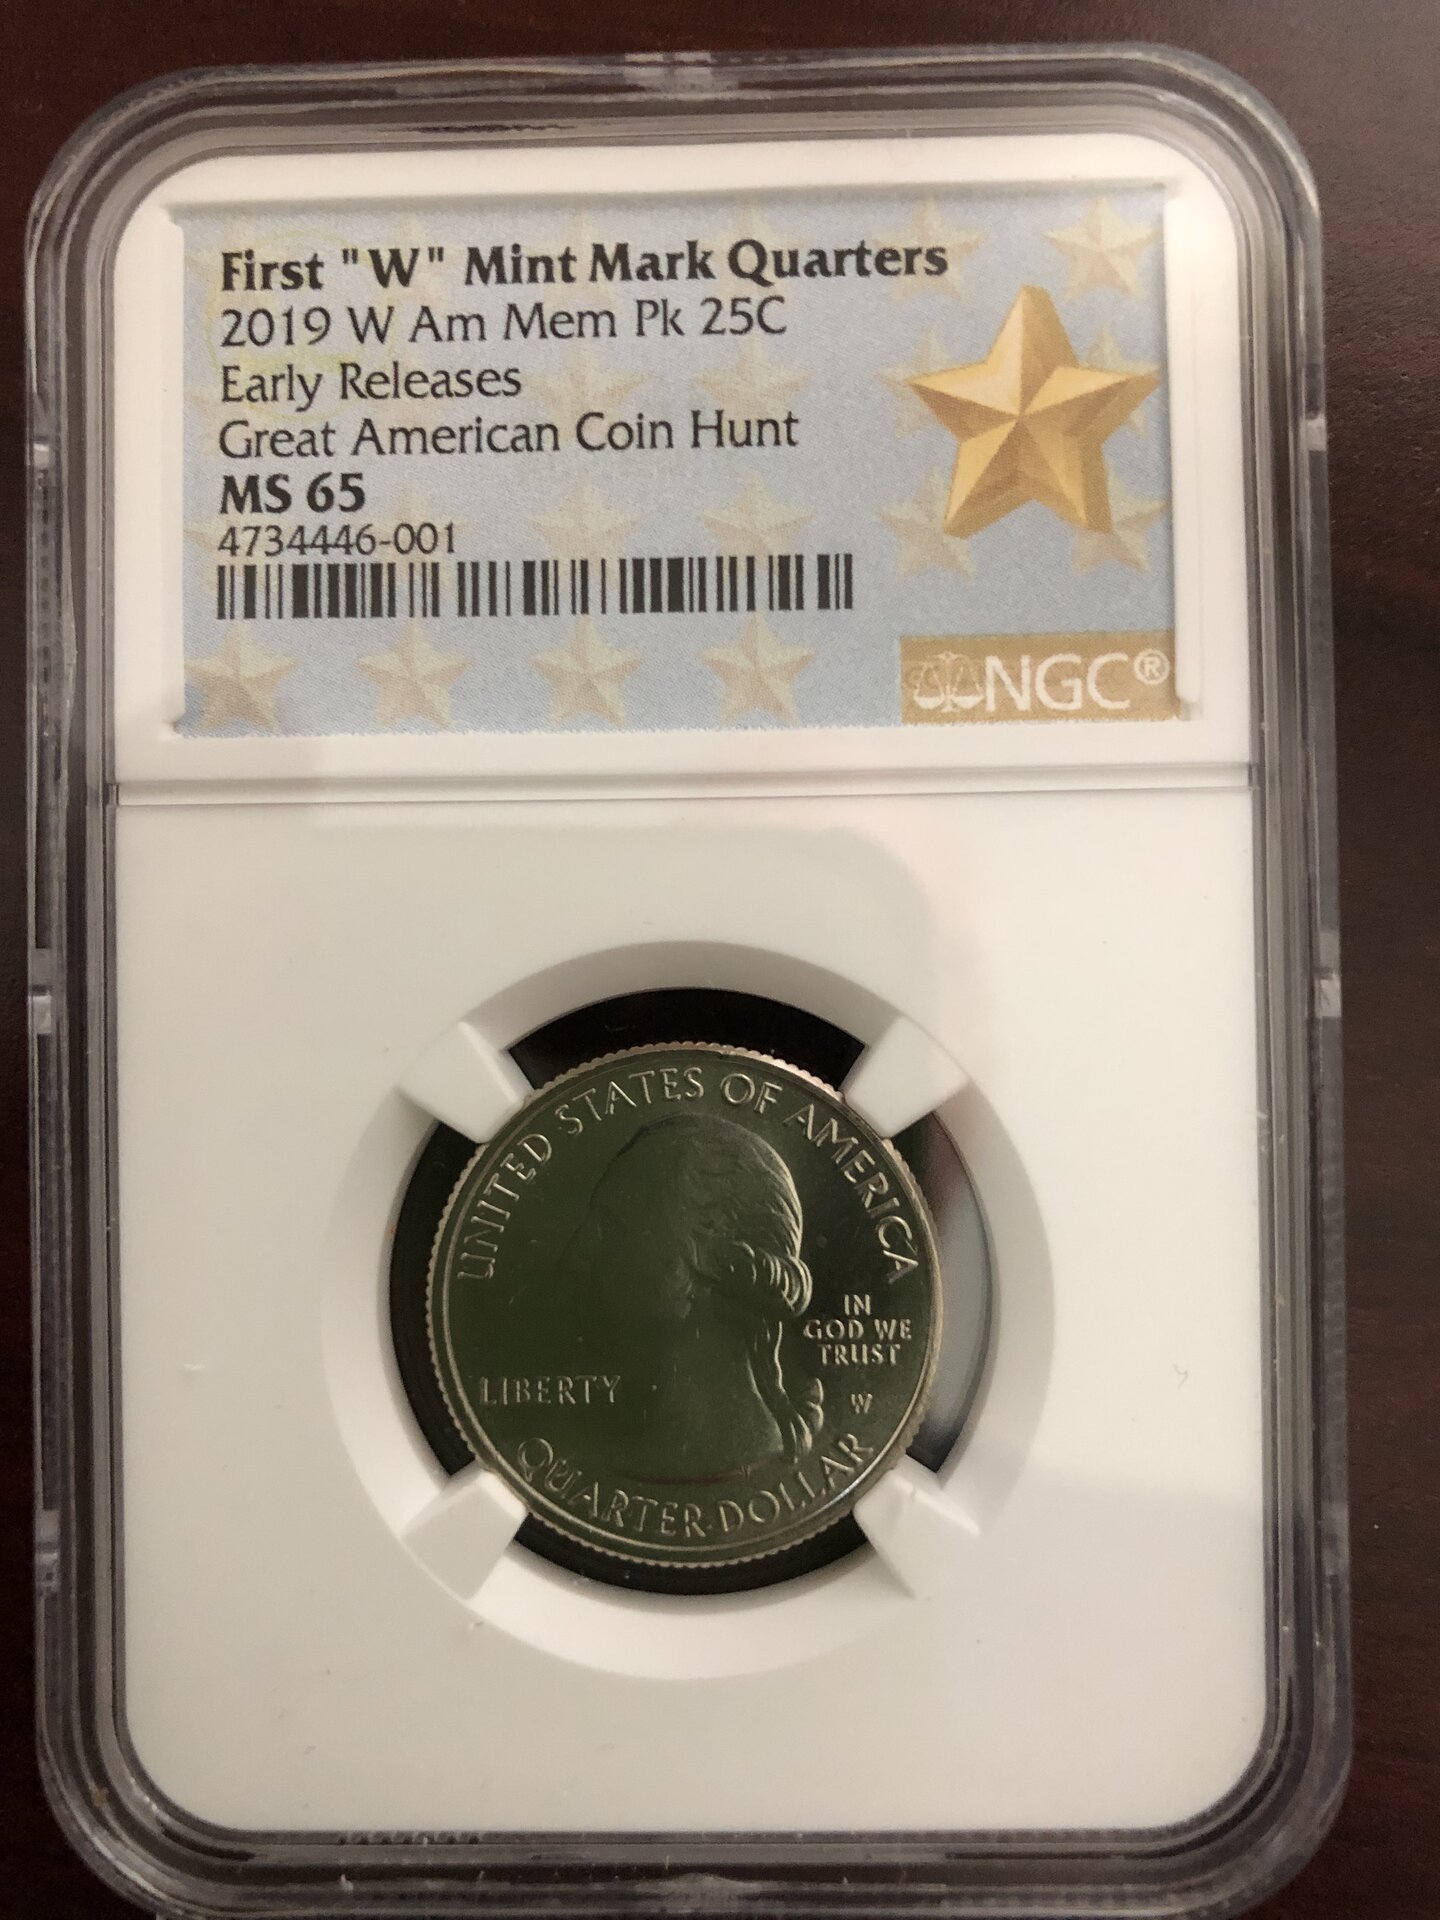 First "W" Mint Mark Quarters
2019 W Am Mem Pk 25C
Early Releases
Great American Coin Hunt
MS 65
4734446-001
NGC®
UNITED STATES OF AMERICA
IN
GOD WE
TRUST
LIBERTY
W
QUARTER DOLLAR